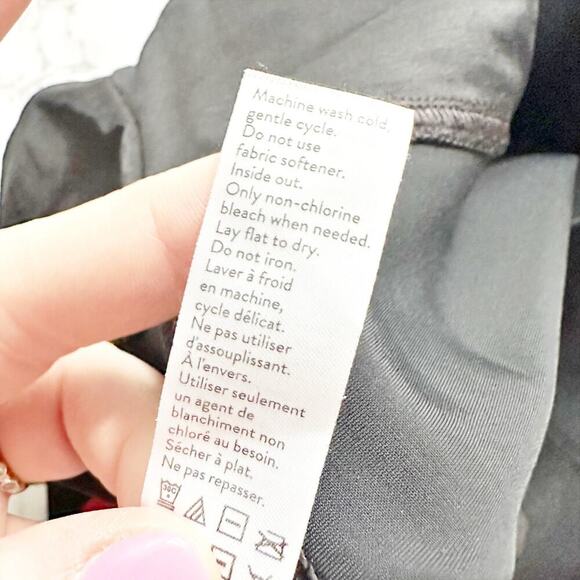 Machine wash cold,
gentle cycle.
Do not use
fabric softener.
Inside out.
Only non-chlorine
bleach when needed.
Lay flat to dry.
Do not iron.
Laver à froid
en machine,
cycle délicat.
Ne pas utiliser
d'assouplissant.
À l'envers.
Utiliser seulement
un agent de
blanchiment non
chloré au besoin.
Sécher à plat.
Ne pas repasser.
30C